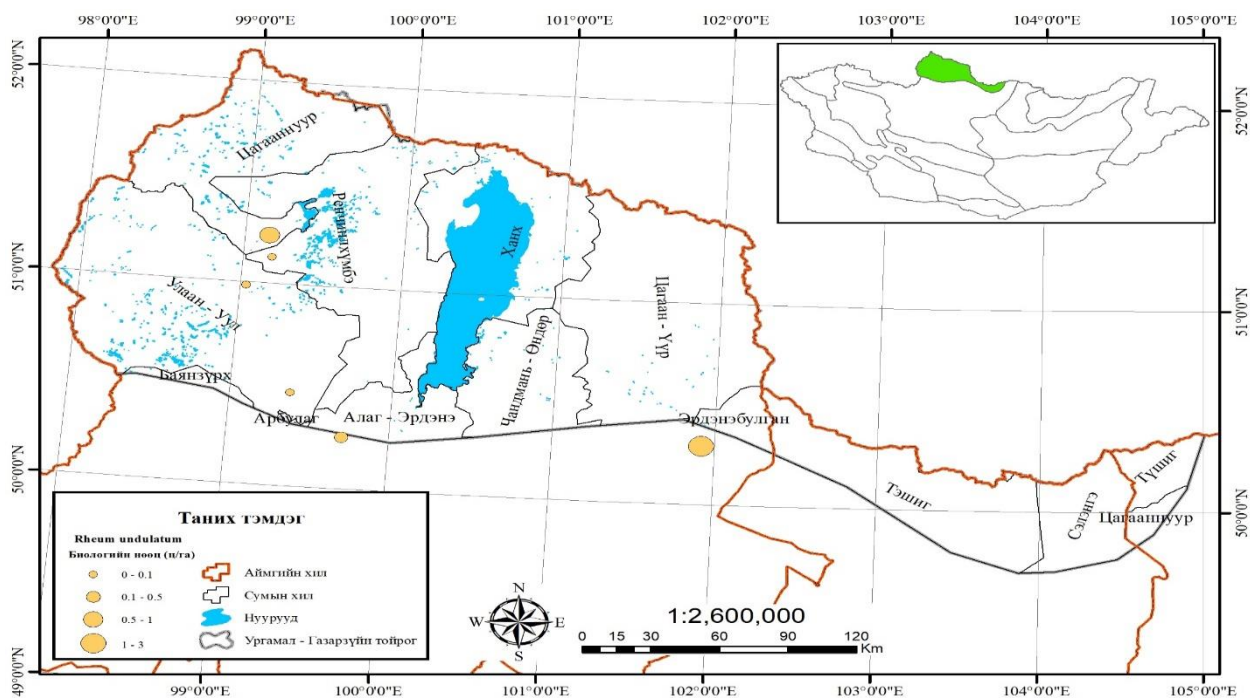 98°0'0"E 99°0'0"E 100°0'0"E 101°0'0"E 102°0'0"E 103°0'0"E 104°0'0"E 105°0'0"E
52°0'0"N
52°0'0"N
51°0'0"N
51°0'0"N
50°0'0"N
50°0'0"N
49°0'0"N
Цагааннуур
Ренчинлхүмбэ
Ханх
Улаан - Уул
Цагаан - Үүр
Чандмань - Өндөр
Баянзүрх
Арбулаг
Алаг - Эрдэнэ
Эрдэнэбулган
Тэшиг
Сэлэнгэ
Түшиг
Цагааннуур
Таних тэмдэг
Rheum undulatum
Биологийн нөөц (ц/га)
0 - 0.1
0.1 - 0.5
0.5 - 1
1 - 3
Аймгийн хил
Сумын хил
Нуурууд
Ургамал - Газарзүйн тойрог
N
W E
S
1:2,600,000
0 15 30 60 90 120
Km
99°0'0"E 100°0'0"E 101°0'0"E 102°0'0"E 103°0'0"E 104°0'0"E